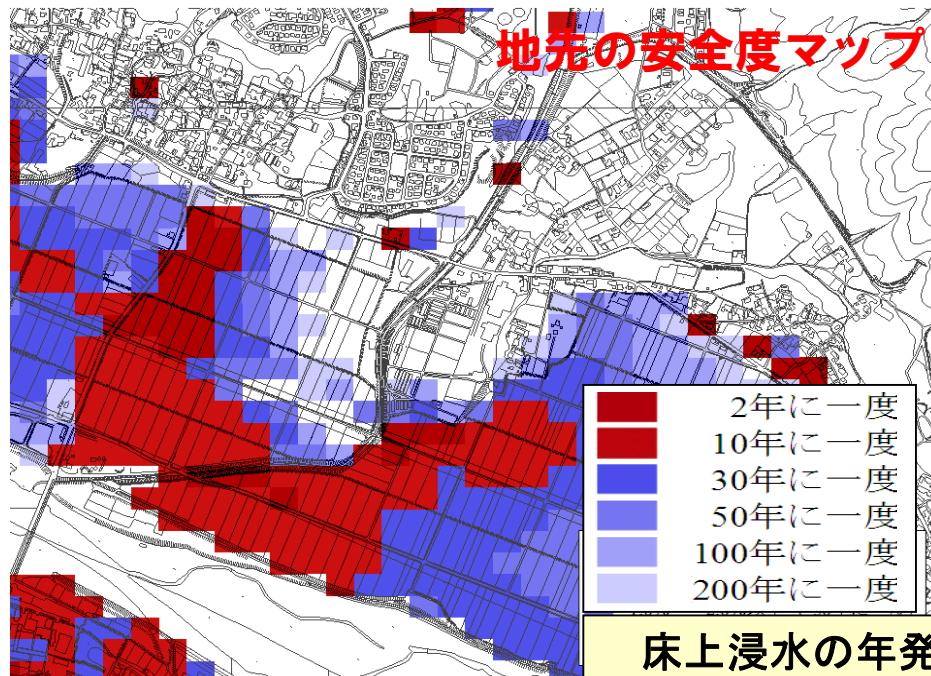 地先の安全度マップ
2年に一度
10年に一度
30年に一度
50年に一度
100年に一度
200年に一度
床上浸水の年発